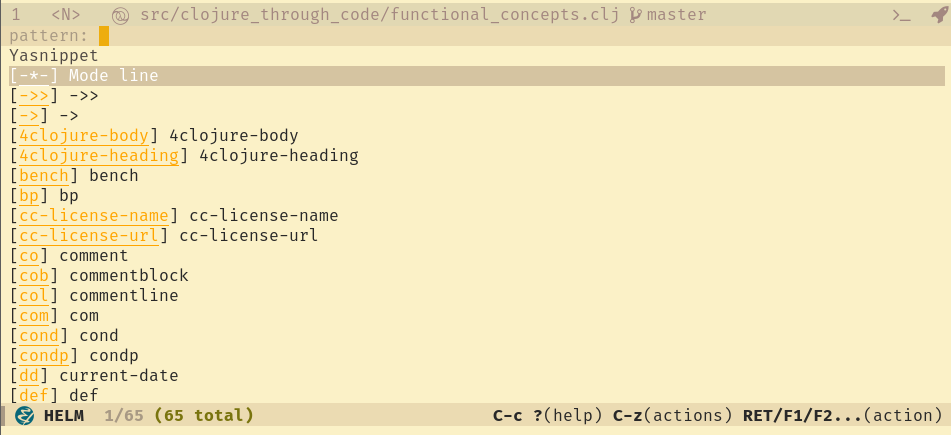 1 <N> src/clojure_through_code/functional_concepts.clj master >_
pattern:
Yasnippet
[-*-] Mode line
[->>] ->>
[->] ->
[4clojure-body] 4clojure-body
[4clojure-heading] 4clojure-heading
[bench] bench
[bp] bp
[cc-license-name] cc-license-name
[cc-license-url] cc-license-url
[co] comment
[cob] commentblock
[col] commentline
[com] com
[cond] cond
[condp] condp
[dd] current-date
[def] def
HELM 1/65 (65 total) C-c ?(help) C-z(actions) RET/F1/F2...(action)